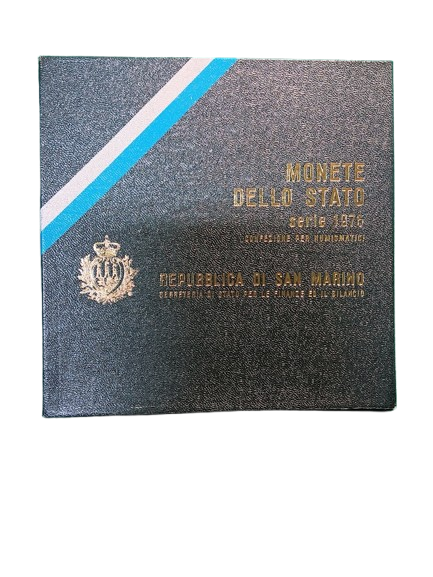 MONETE
DELLO STATO
serie 1976
CONFEZIONE PER NUMISMATICI
REPUBBLICA DI SAN MARINO
SEGRETERIA DI STATO PER LE FINANZE ED IL BILANCIO